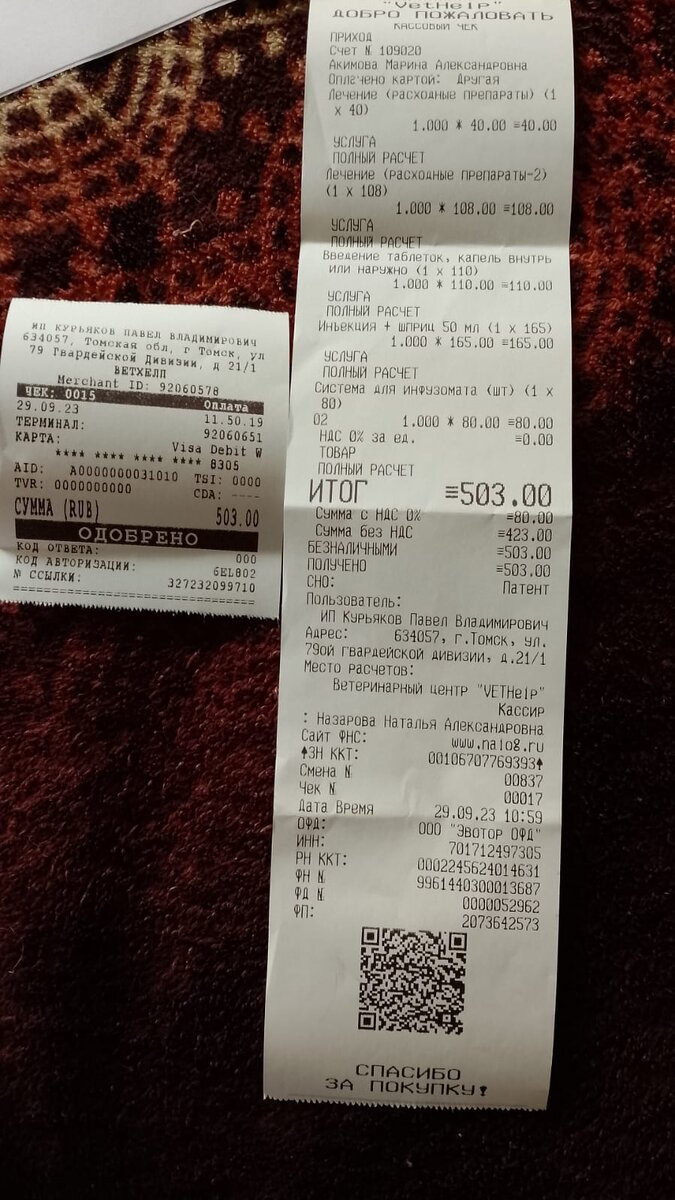 ИП КУРЬЯКОВ ПАВЕЛ ВЛАДИМИРОВИЧ
634057, Томская обл, г Томск, ул
79 Гвардейской Дивизии, д 21/1
ВЕТХЕЛП
Merchant ID: 92060578
ЧЕК: 0015 Оплата
29.09.23 11.50.19
ТЕРМИНАЛ: 92060651
КАРТА: Visa Debit W
**** **** **** **** 8305
AID: A0000000031010 TSI: 0000
TVR: 0000000000 CDA: ----
СУММА (RUB) 503.00
ОДОБРЕНО
КОД ОТВЕТА: 000
КОД АВТОРИЗАЦИИ: 6EL802
№ ССЫЛКИ: 327232099710
================================
"VetHelp"
ДОБРО ПОЖАЛОВАТЬ
КАССОВЫЙ ЧЕК
ПРИХОД
Счет № 109020
Акимова Марина Александровна
Оплачено картой: Другая
Лечение (расходные препараты) (1
x 40)
1.000 * 40.00 =40.00
УСЛУГА
ПОЛНЫЙ РАСЧЕТ
Лечение (расходные препараты-2)
(1 x 108)
1.000 * 108.00 =108.00
УСЛУГА
ПОЛНЫЙ РАСЧЕТ
Введение таблеток, капель внутрь
или наружно (1 x 110)
1.000 * 110.00 =110.00
УСЛУГА
ПОЛНЫЙ РАСЧЕТ
Инъекция + шприц 50 мл (1 x 165)
1.000 * 165.00 =165.00
УСЛУГА
ПОЛНЫЙ РАСЧЕТ
Система для инфузомата (шт) (1 x
80)
02 1.000 * 80.00 =80.00
НДС 0% за ед. =0.00
ТОВАР
ПОЛНЫЙ РАСЧЕТ
ИТОГ =503.00
Сумма с НДС 0% =80.00
Сумма без НДС =423.00
БЕЗНАЛИЧНЫМИ =503.00
ПОЛУЧЕНО =503.00
СНО: Патент
Пользователь:
ИП Курьяков Павел Владимирович
Адрес: 634057, г.Томск, ул.
79ой гвардейской дивизии, д.21/1
Место расчетов:
Ветеринарный центр "VETHelp"
Кассир
: Назарова Наталья Александровна
Сайт ФНС: www.nalog.ru
ЗН ККТ: 00106707769393
Смена № 00837
Чек № 00017
Дата Время 29.09.23 10:59
ОФД: ООО "Эвотор ОФД"
ИНН: 701712497305
РН ККТ: 0002245624014631
ФН № 9961440300013687
ФД № 0000052962
ФП: 2073642573
СПАСИБО
ЗА ПОКУПКУ!